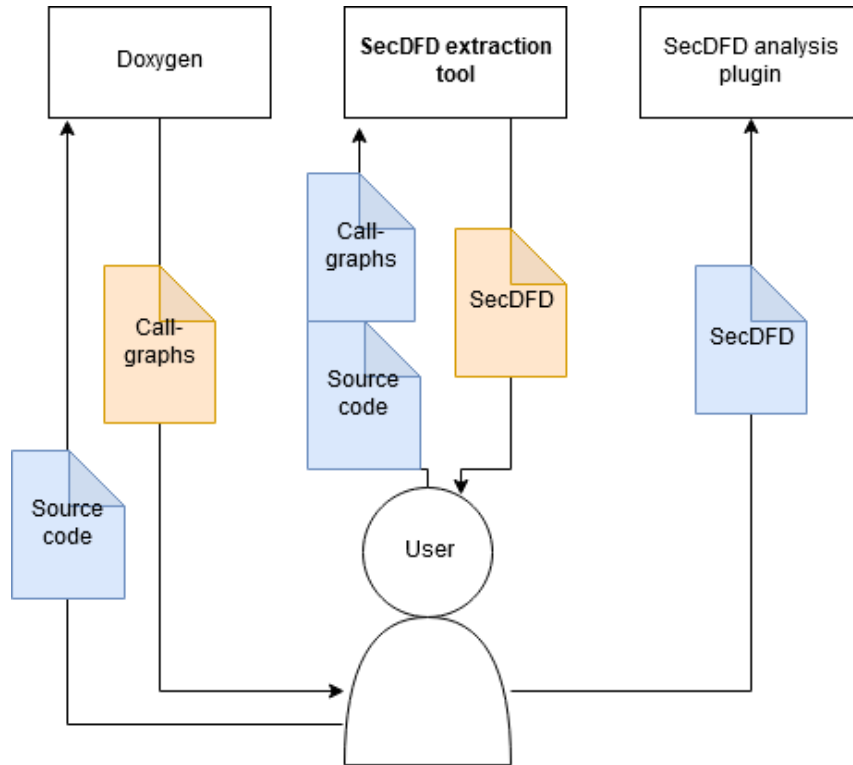 Doxygen
SecDFD extraction
tool
SecDFD analysis
plugin
Call-
graphs
SecDFD
Call-
graphs
SecDFD
Source
code
Source
code
User